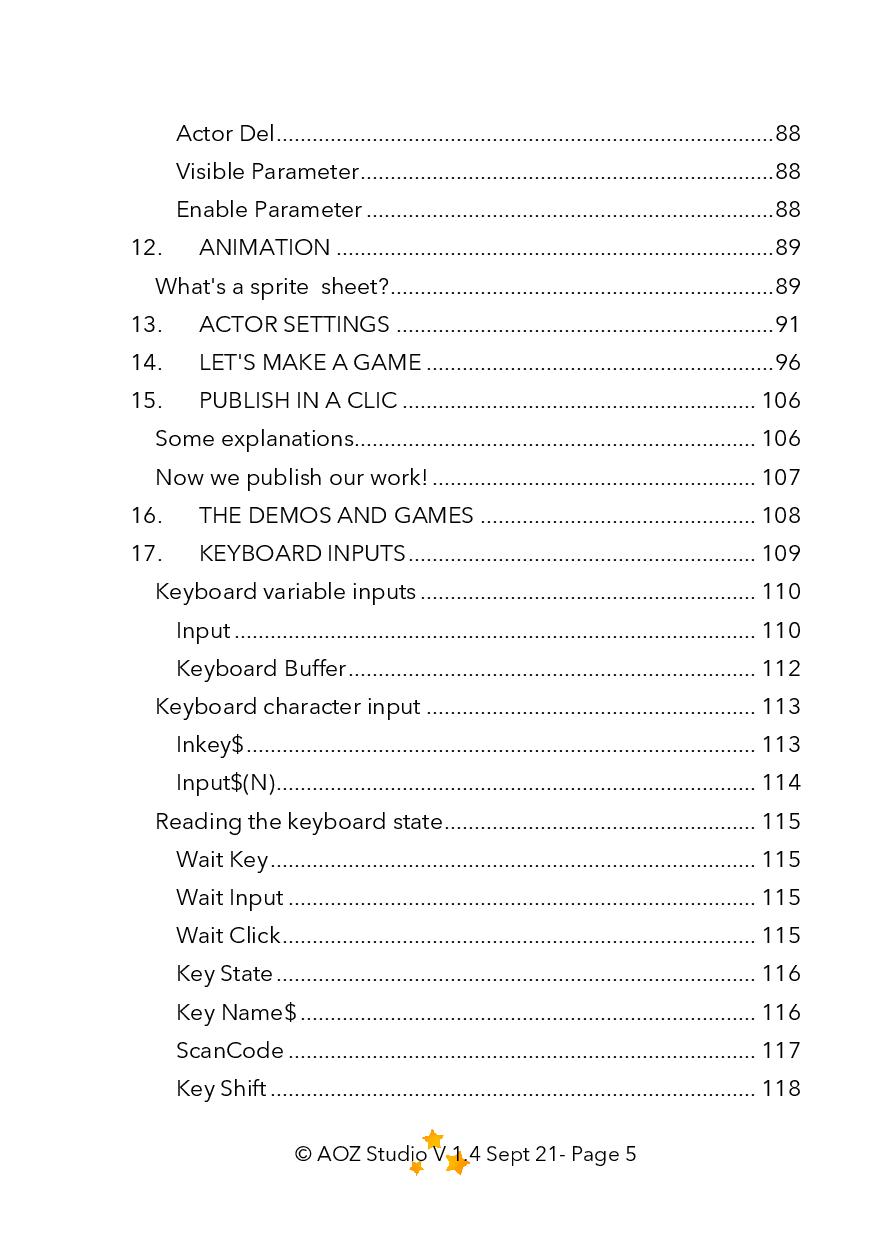 Actor Del..................................................................................88
Visible Parameter....................................................................88
Enable Parameter ...................................................................88
12. ANIMATION .........................................................................89
What's a sprite  sheet?...............................................................89
13. ACTOR SETTINGS ...............................................................91
14. LET'S MAKE A GAME ..........................................................96
15. PUBLISH IN A CLIC ........................................................... 106
Some explanations................................................................... 106
Now we publish our work! ...................................................... 107
16. THE DEMOS AND GAMES .............................................. 108
17. KEYBOARD INPUTS.......................................................... 109
Keyboard variable inputs ........................................................ 110
Input ....................................................................................... 110
Keyboard Buffer.................................................................... 112
Keyboard character input ....................................................... 113
Inkey$..................................................................................... 113
Input$(N)................................................................................ 114
Reading the keyboard state.................................................... 115
Wait Key................................................................................. 115
Wait Input .............................................................................. 115
Wait Click............................................................................... 115
Key State ................................................................................ 116
Key Name$ ............................................................................ 116
ScanCode .............................................................................. 117
Key Shift ................................................................................. 118
© AOZ Studio V 1.4 Sept 21- Page 5